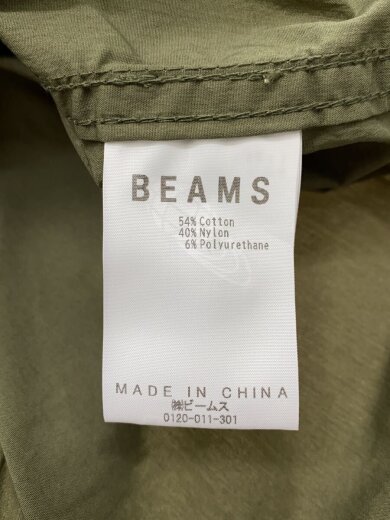 BEAMS
54% Cotton
40% Nylon
6% Polyurethane
MADE IN CHINA
㈱ビームス
0120-011-301